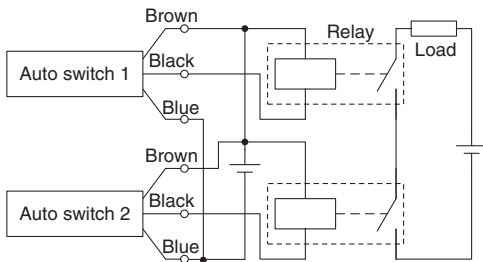 Brown
Relay
Load
Auto switch 1
Black
Blue
Brown
Auto switch 2
Black
Blue